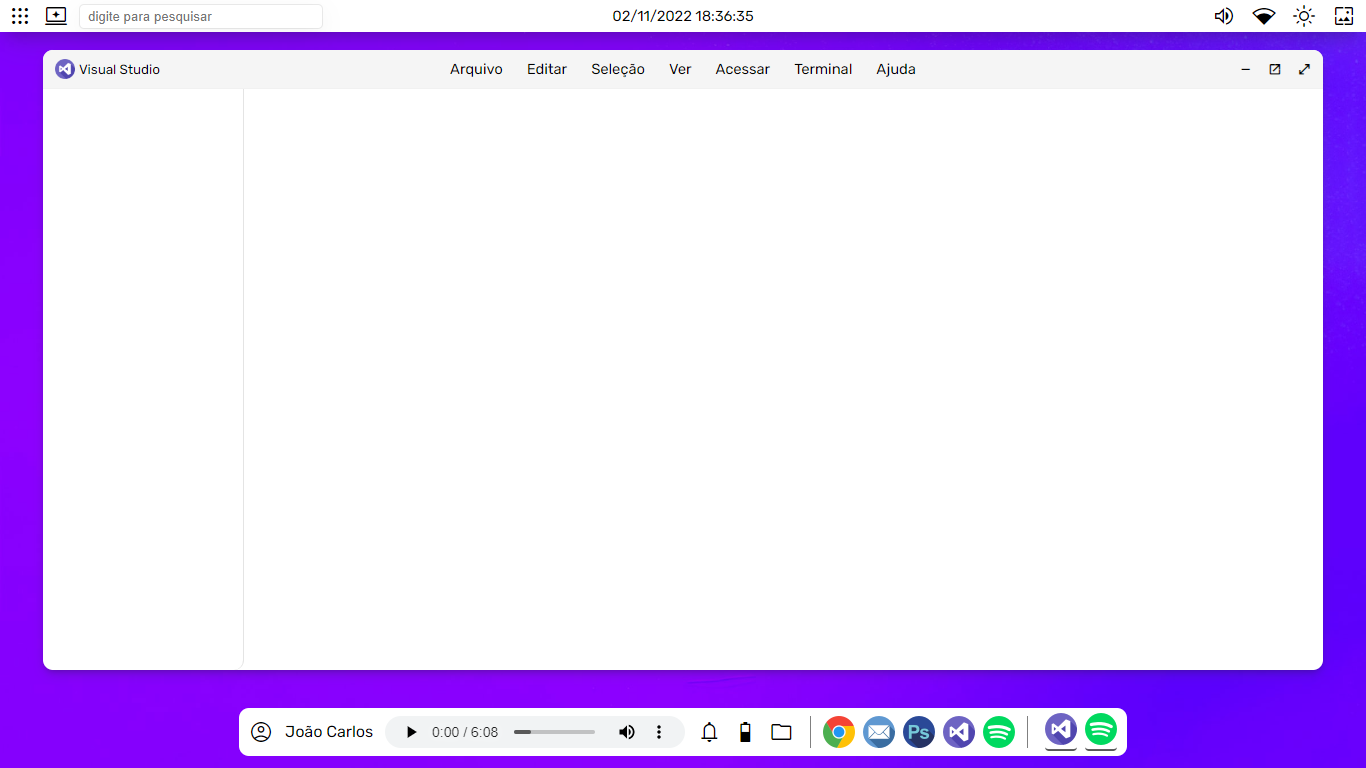 digite para pesquisar
02/11/2022 18:36:35
Visual Studio
Arquivo Editar Seleção Ver Acessar Terminal Ajuda
João Carlos
0:00 / 6:08
Ps